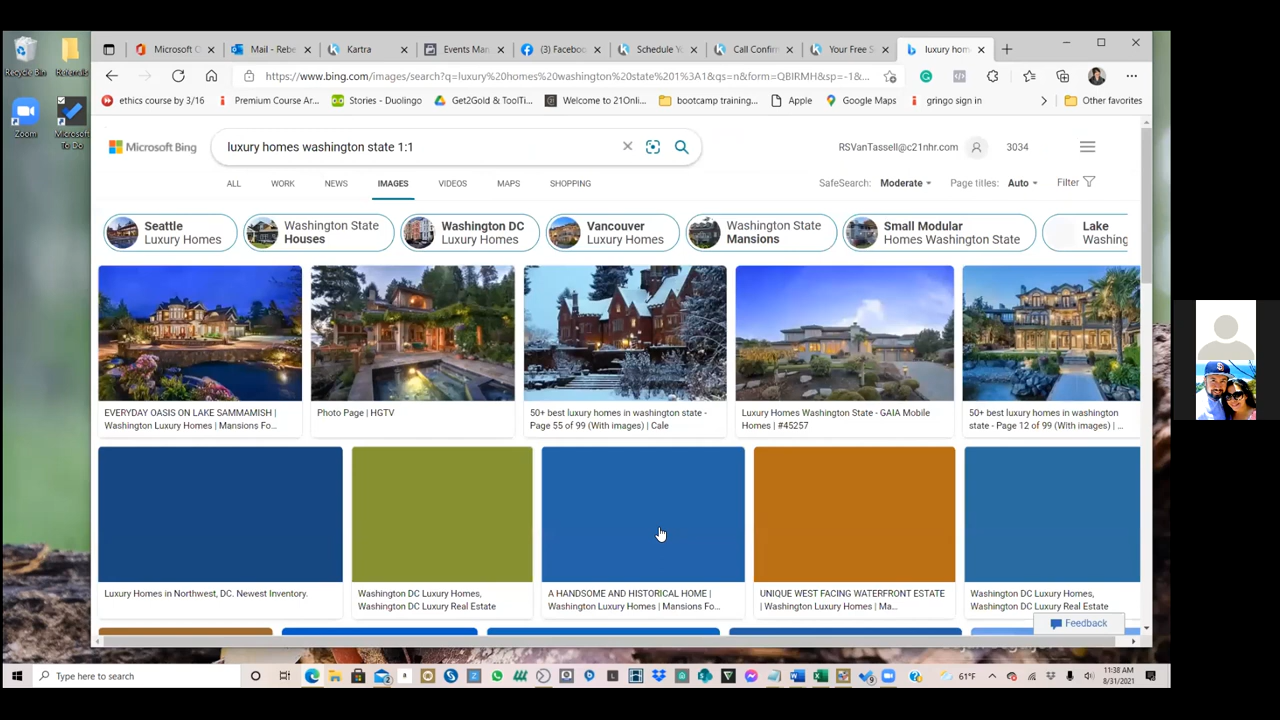 Recycle Bin
Referrals
Zoom
Microsoft
To Do
Microsoft O
Mail - Rebe
Kartra
Events Man
(3) Faceboo
Schedule Yo
Call Confirm
Your Free S
luxury hom
https://www.bing.com/images/search?q=luxury%20homes%20washington%20state%201%3A1&qs=n&form=QBIRMH&sp=-1&...
ethics course by 3/16
Premium Course Ar...
Stories - Duolingo
Get2Gold & ToolTi...
Welcome to 21Onli...
bootcamp training...
Apple
Google Maps
gringo sign in
Other favorites
Microsoft Bing
luxury homes washington state 1:1
RSVanTassell@c21nhr.com
3034
ALL
WORK
NEWS
IMAGES
VIDEOS
MAPS
SHOPPING
SafeSearch: Moderate
Page titles: Auto
Filter
Seattle
Luxury Homes
Washington State
Houses
Washington DC
Luxury Homes
Vancouver
Luxury Homes
Washington State
Mansions
Small Modular
Homes Washington State
Lake
Washing
EVERYDAY OASIS ON LAKE SAMMAMISH |
Washington Luxury Homes | Mansions Fo...
Photo Page | HGTV
50+ best luxury homes in washington state -
Page 55 of 99 (With images) | Cale
Luxury Homes Washington State - GAIA Mobile
Homes | #45257
50+ best luxury homes in washington
state - Page 12 of 99 (With images) | ...
Luxury Homes in Northwest, DC. Newest Inventory.
Washington DC Luxury Homes,
Washington DC Luxury Real Estate
A HANDSOME AND HISTORICAL HOME |
Washington Luxury Homes | Mansions Fo...
UNIQUE WEST FACING WATERFRONT ESTATE
| Washington Luxury Homes | Ma...
Washington DC Luxury Homes,
Washington DC Luxury Real Estate
Feedback
Type here to search
61°F
11:38 AM
8/31/2021